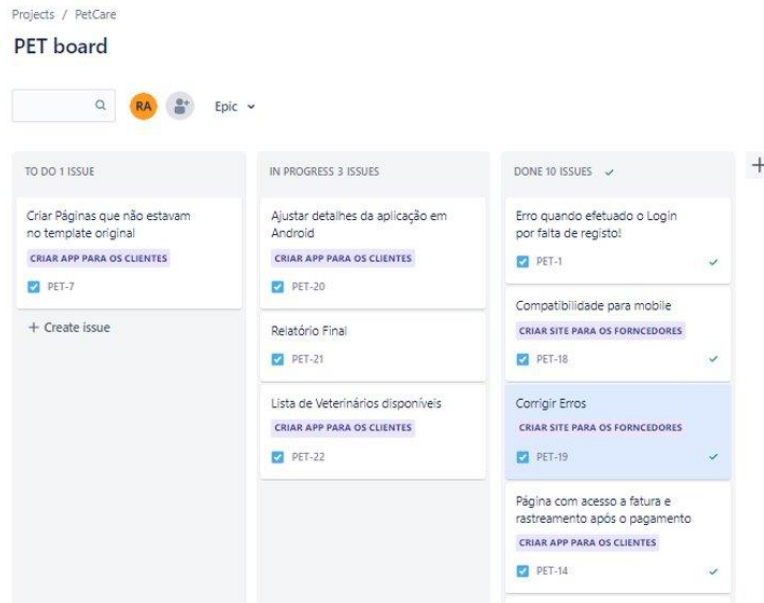 Projects / PetCare
PET board
RA
Epic
TO DO 1 ISSUE
Criar Páginas que não estavam
no template original
CRIAR APP PARA OS CLIENTES
PET-7
+ Create issue
IN PROGRESS 3 ISSUES
Ajustar detalhes da aplicação em
Android
CRIAR APP PARA OS CLIENTES
PET-20
Relatório Final
PET-21
Lista de Veterinários disponíveis
CRIAR APP PARA OS CLIENTES
PET-22
DONE 10 ISSUES
Erro quando efetuado o Login
por falta de registo!
PET-1
Compatibilidade para mobile
CRIAR SITE PARA OS FORNCEDORES
PET-18
Corrigir Erros
CRIAR SITE PARA OS FORNCEDORES
PET-19
Página com acesso a fatura e
rastreamento após o pagamento
CRIAR APP PARA OS CLIENTES
PET-14